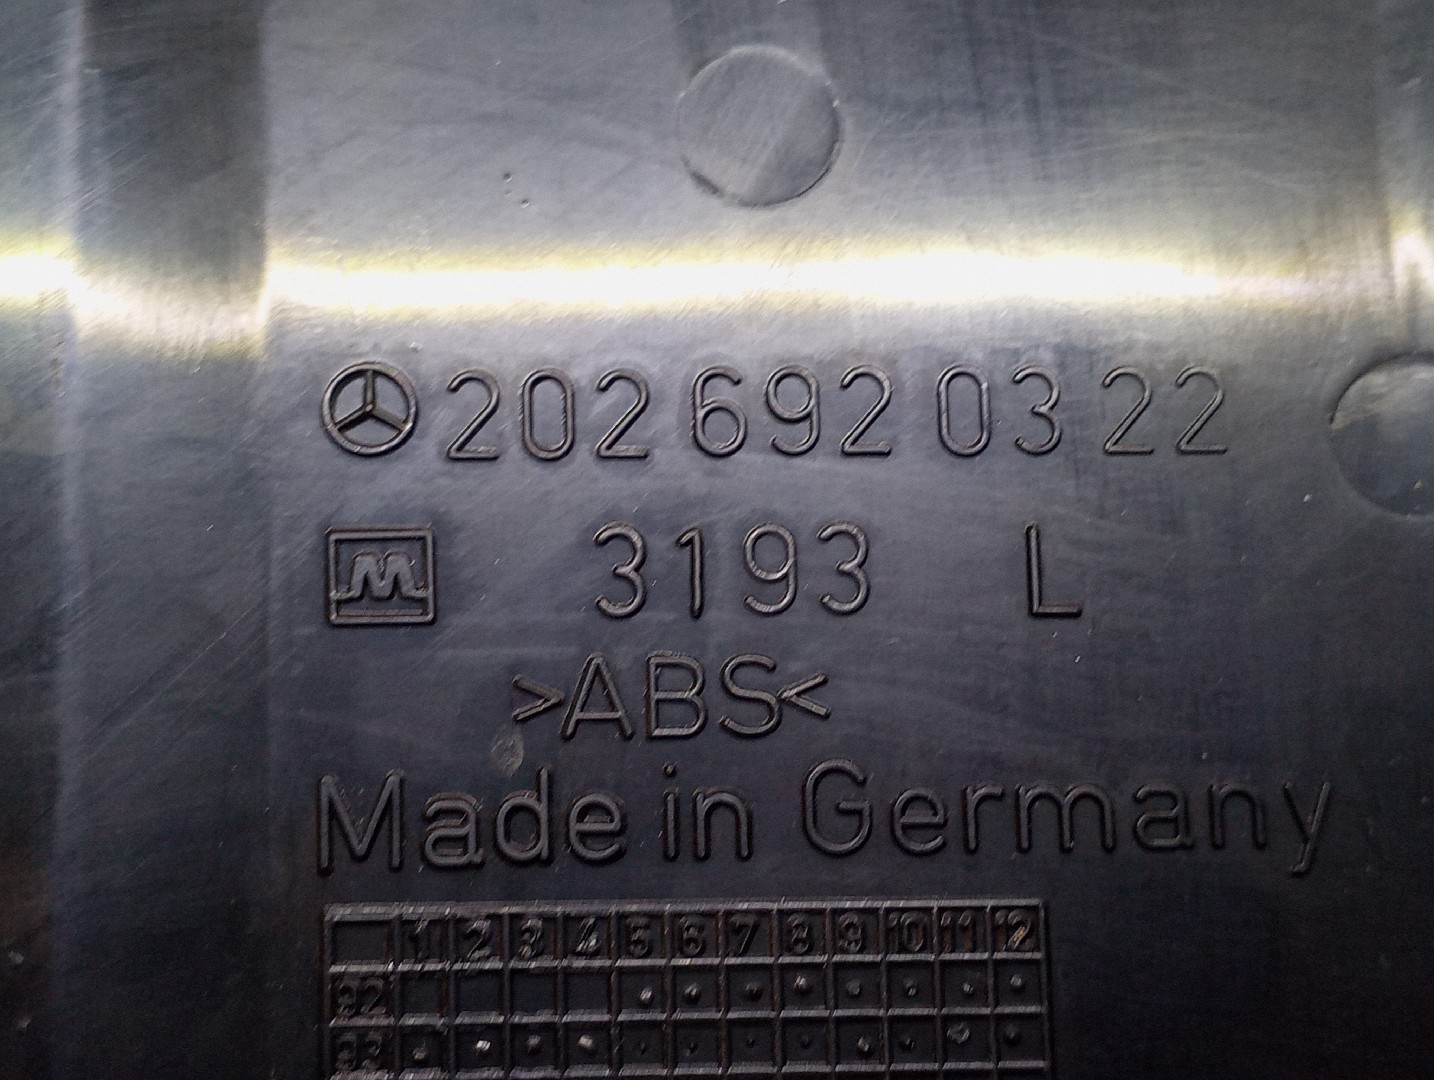 202 692 03 22
M 3193 L
>ABS<
Made in Germany
1 2 3 4 5 6 7 8 9 10 11 12
92
93